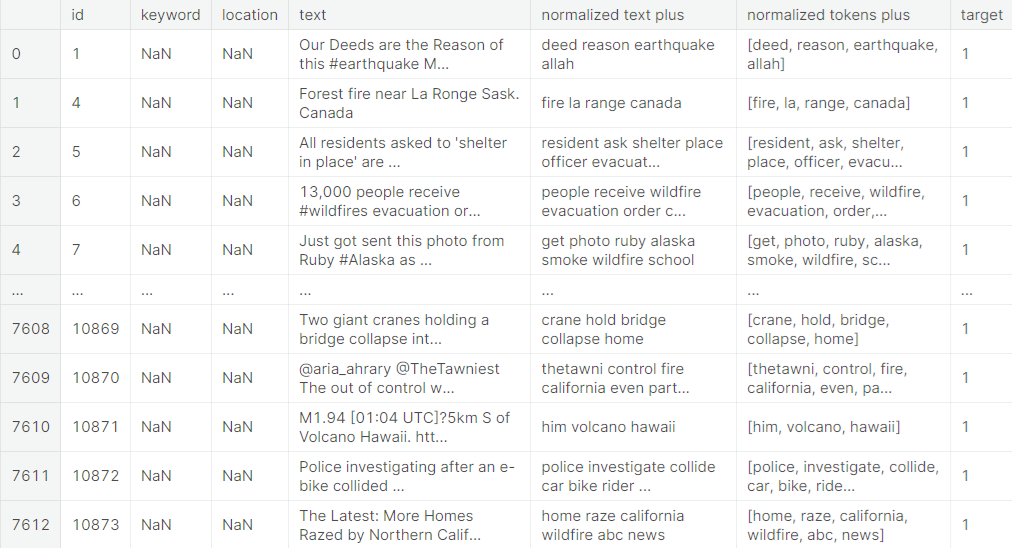 id keyword location text normalized text plus normalized tokens plus target
0 1 NaN NaN Our Deeds are the Reason of this #earthquake M... deed reason earthquake allah [deed, reason, earthquake, allah] 1
1 4 NaN NaN Forest fire near La Ronge Sask. Canada fire la range canada [fire, la, range, canada] 1
2 5 NaN NaN All residents asked to 'shelter in place' are ... resident ask shelter place officer evacuat... [resident, ask, shelter, place, officer, evacu... 1
3 6 NaN NaN 13,000 people receive #wildfires evacuation or... people receive wildfire evacuation order c... [people, receive, wildfire, evacuation, order,... 1
4 7 NaN NaN Just got sent this photo from Ruby #Alaska as ... get photo ruby alaska smoke wildfire school [get, photo, ruby, alaska, smoke, wildfire, sc... 1
... ... ... ... ... ... ... ...
7608 10869 NaN NaN Two giant cranes holding a bridge collapse int... crane hold bridge collapse home [crane, hold, bridge, collapse, home] 1
7609 10870 NaN NaN @aria_ahrary @TheTawniest The out of control w... thetawni control fire california even part... [thetawni, control, fire, california, even, pa... 1
7610 10871 NaN NaN M1.94 [01:04 UTC]?5km S of Volcano Hawaii. htt... him volcano hawaii [him, volcano, hawaii] 1
7611 10872 NaN NaN Police investigating after an e-bike collided ... police investigate collide car bike rider ... [police, investigate, collide, car, bike, ride... 1
7612 10873 NaN NaN The Latest: More Homes Razed by Northern Calif... home raze california wildfire abc news [home, raze, california, wildfire, abc, news] 1